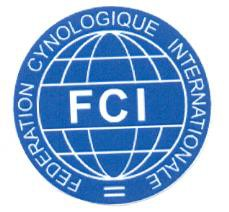 FEDERATION CYNOLOGIQUE INTERNATIONALE
FCI